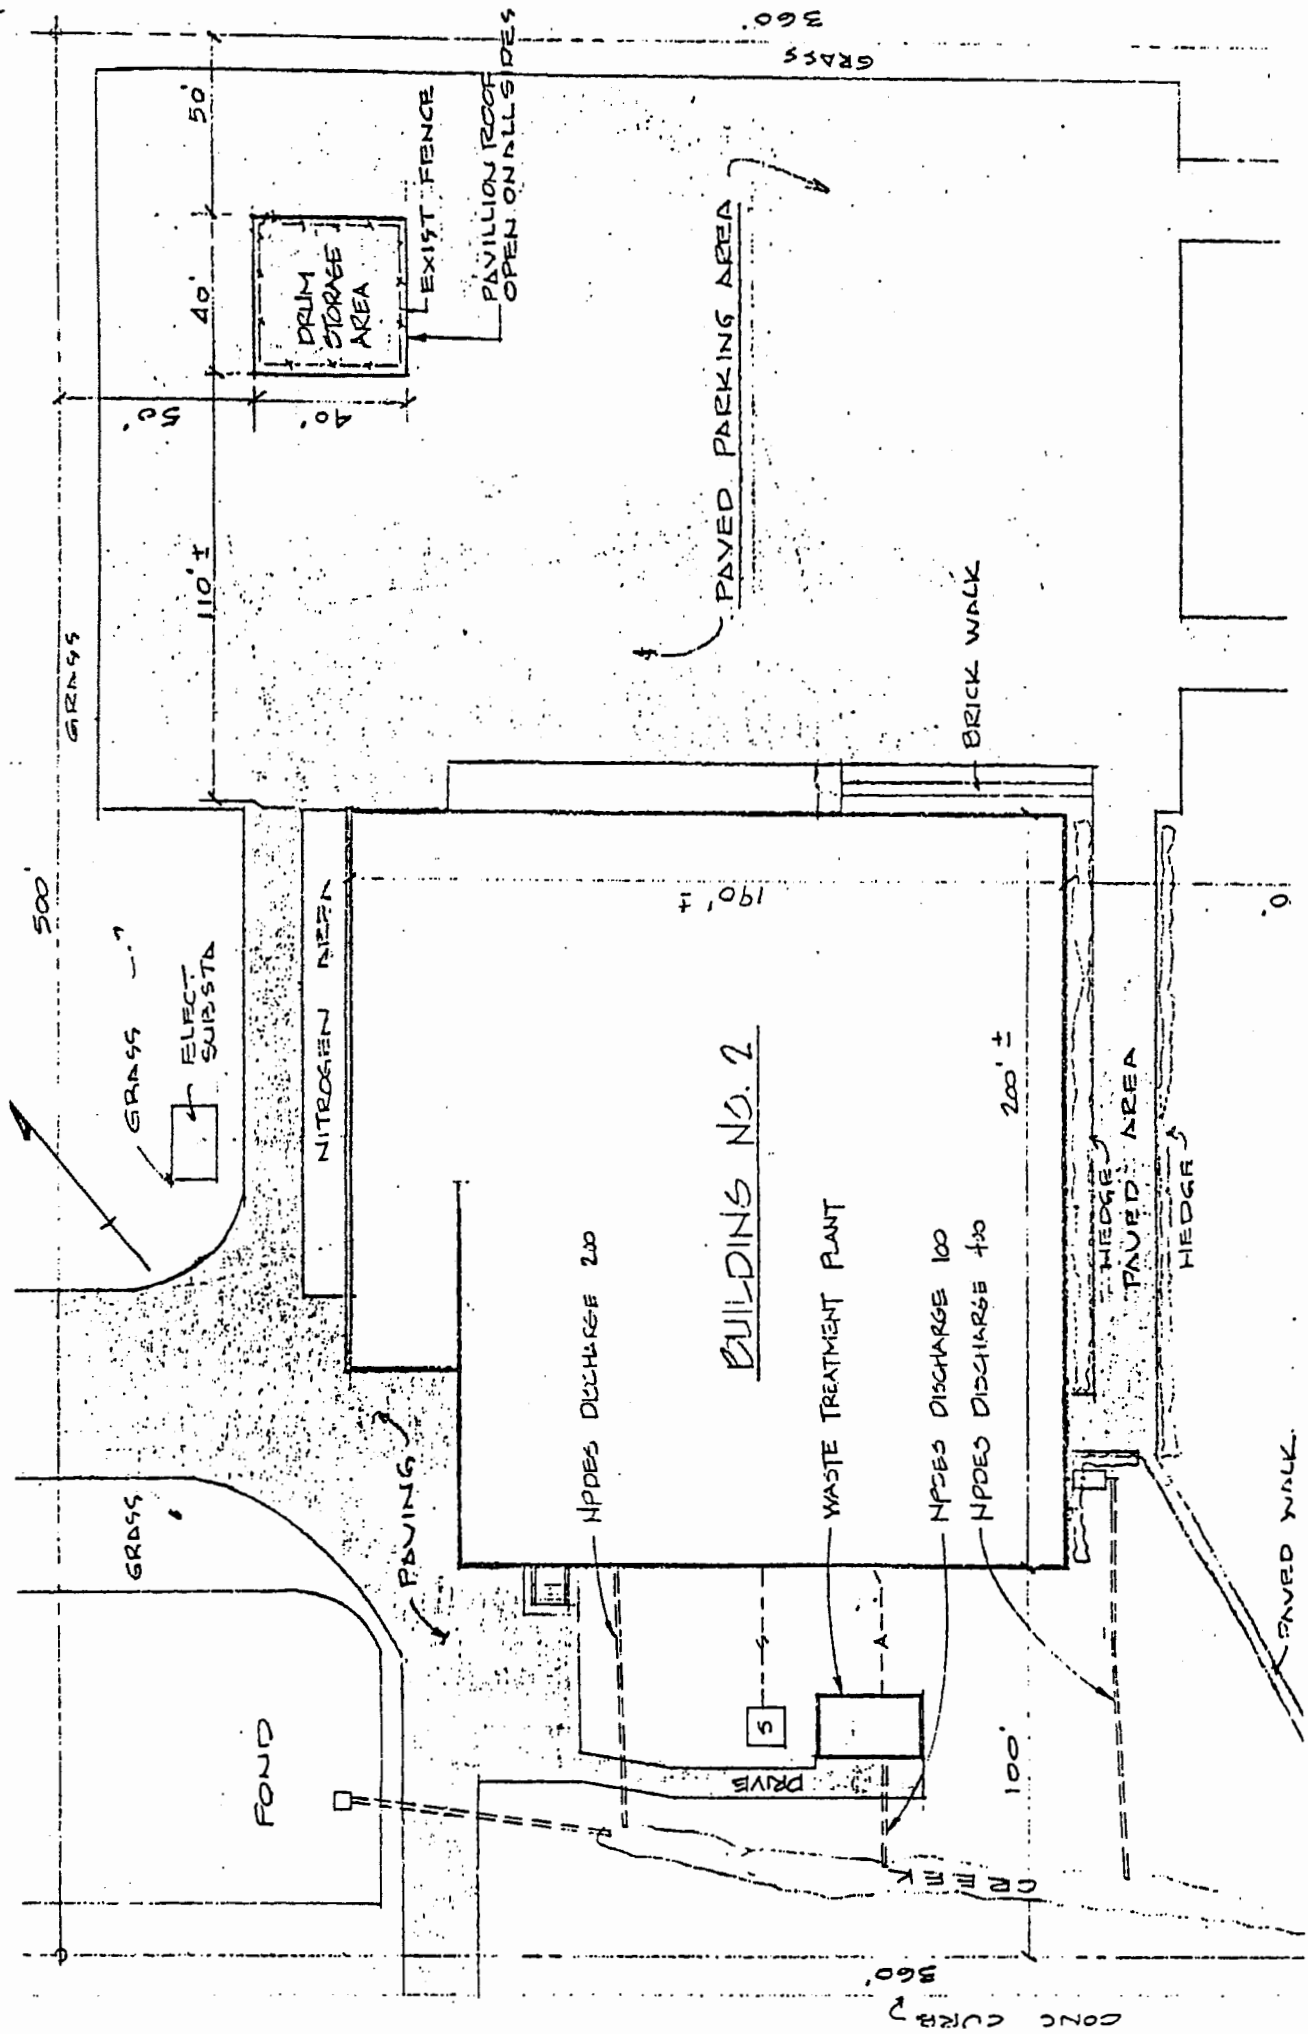 500'
360'
GRASS
GRASS
50'
40'
110' ±
50'
40'
DRUM
STORAGE
AREA
EXIST FENCE
PAVILLION ROOF
OPEN ON ALL SIDES
PAVED PARKING AREA
BRICK WALK
GRASS
ELECT
SUBSTA
NITROGEN AREA
190' ±
BUILDING NO. 2
200' ±
HEDGE
PAVED AREA
HEDGE
GRASS
PAVING
POND
NPDES DISCHARGE 200
WASTE TREATMENT PLANT
NPDES DISCHARGE 100
NPDES DISCHARGE 400
S
S
A
DRIVE
CREEK
100'
PAVED WALK
360'
CONC CURB